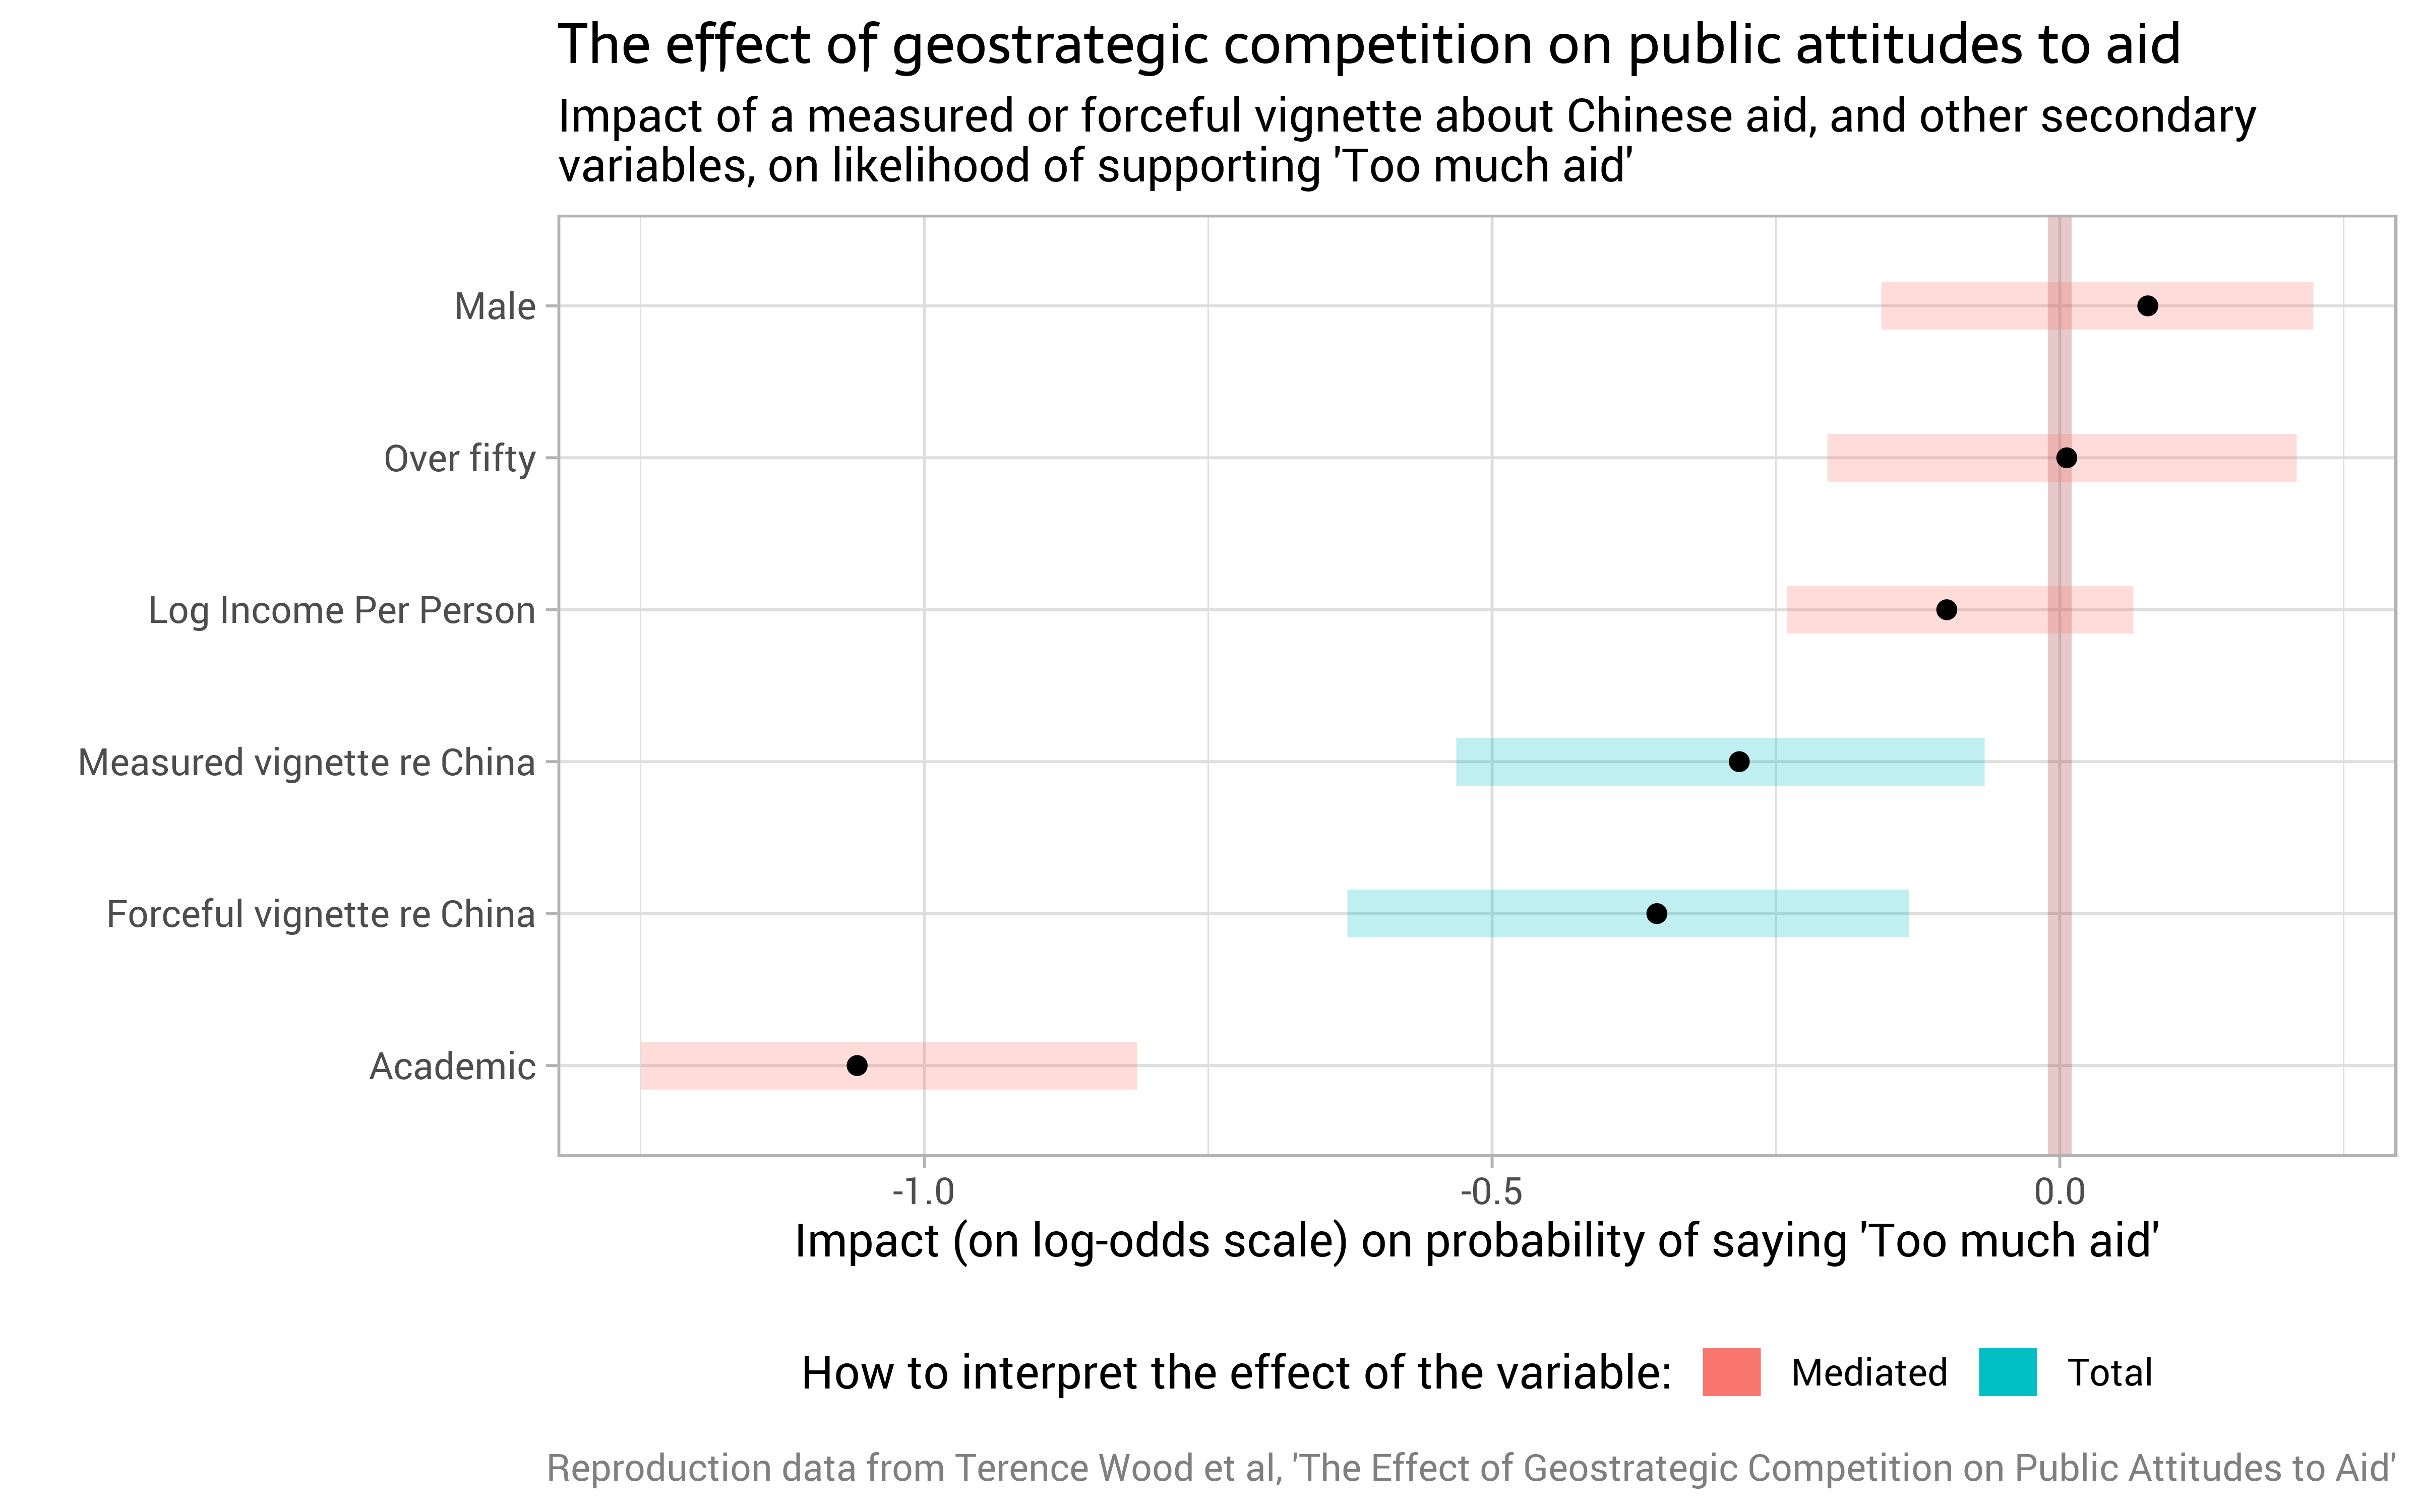 The effect of geostrategic competition on public attitudes to aid
Impact of a measured or forceful vignette about Chinese aid, and other secondary
variables, on likelihood of supporting 'Too much aid'
Male
Over fifty
Log Income Per Person
Measured vignette re China
Forceful vignette re China
Academic
-1.0
-0.5
0.0
Impact (on log-odds scale) on probability of saying 'Too much aid'
How to interpret the effect of the variable:
Mediated
Total
Reproduction data from Terence Wood et al, 'The Effect of Geostrategic Competition on Public Attitudes to Aid'